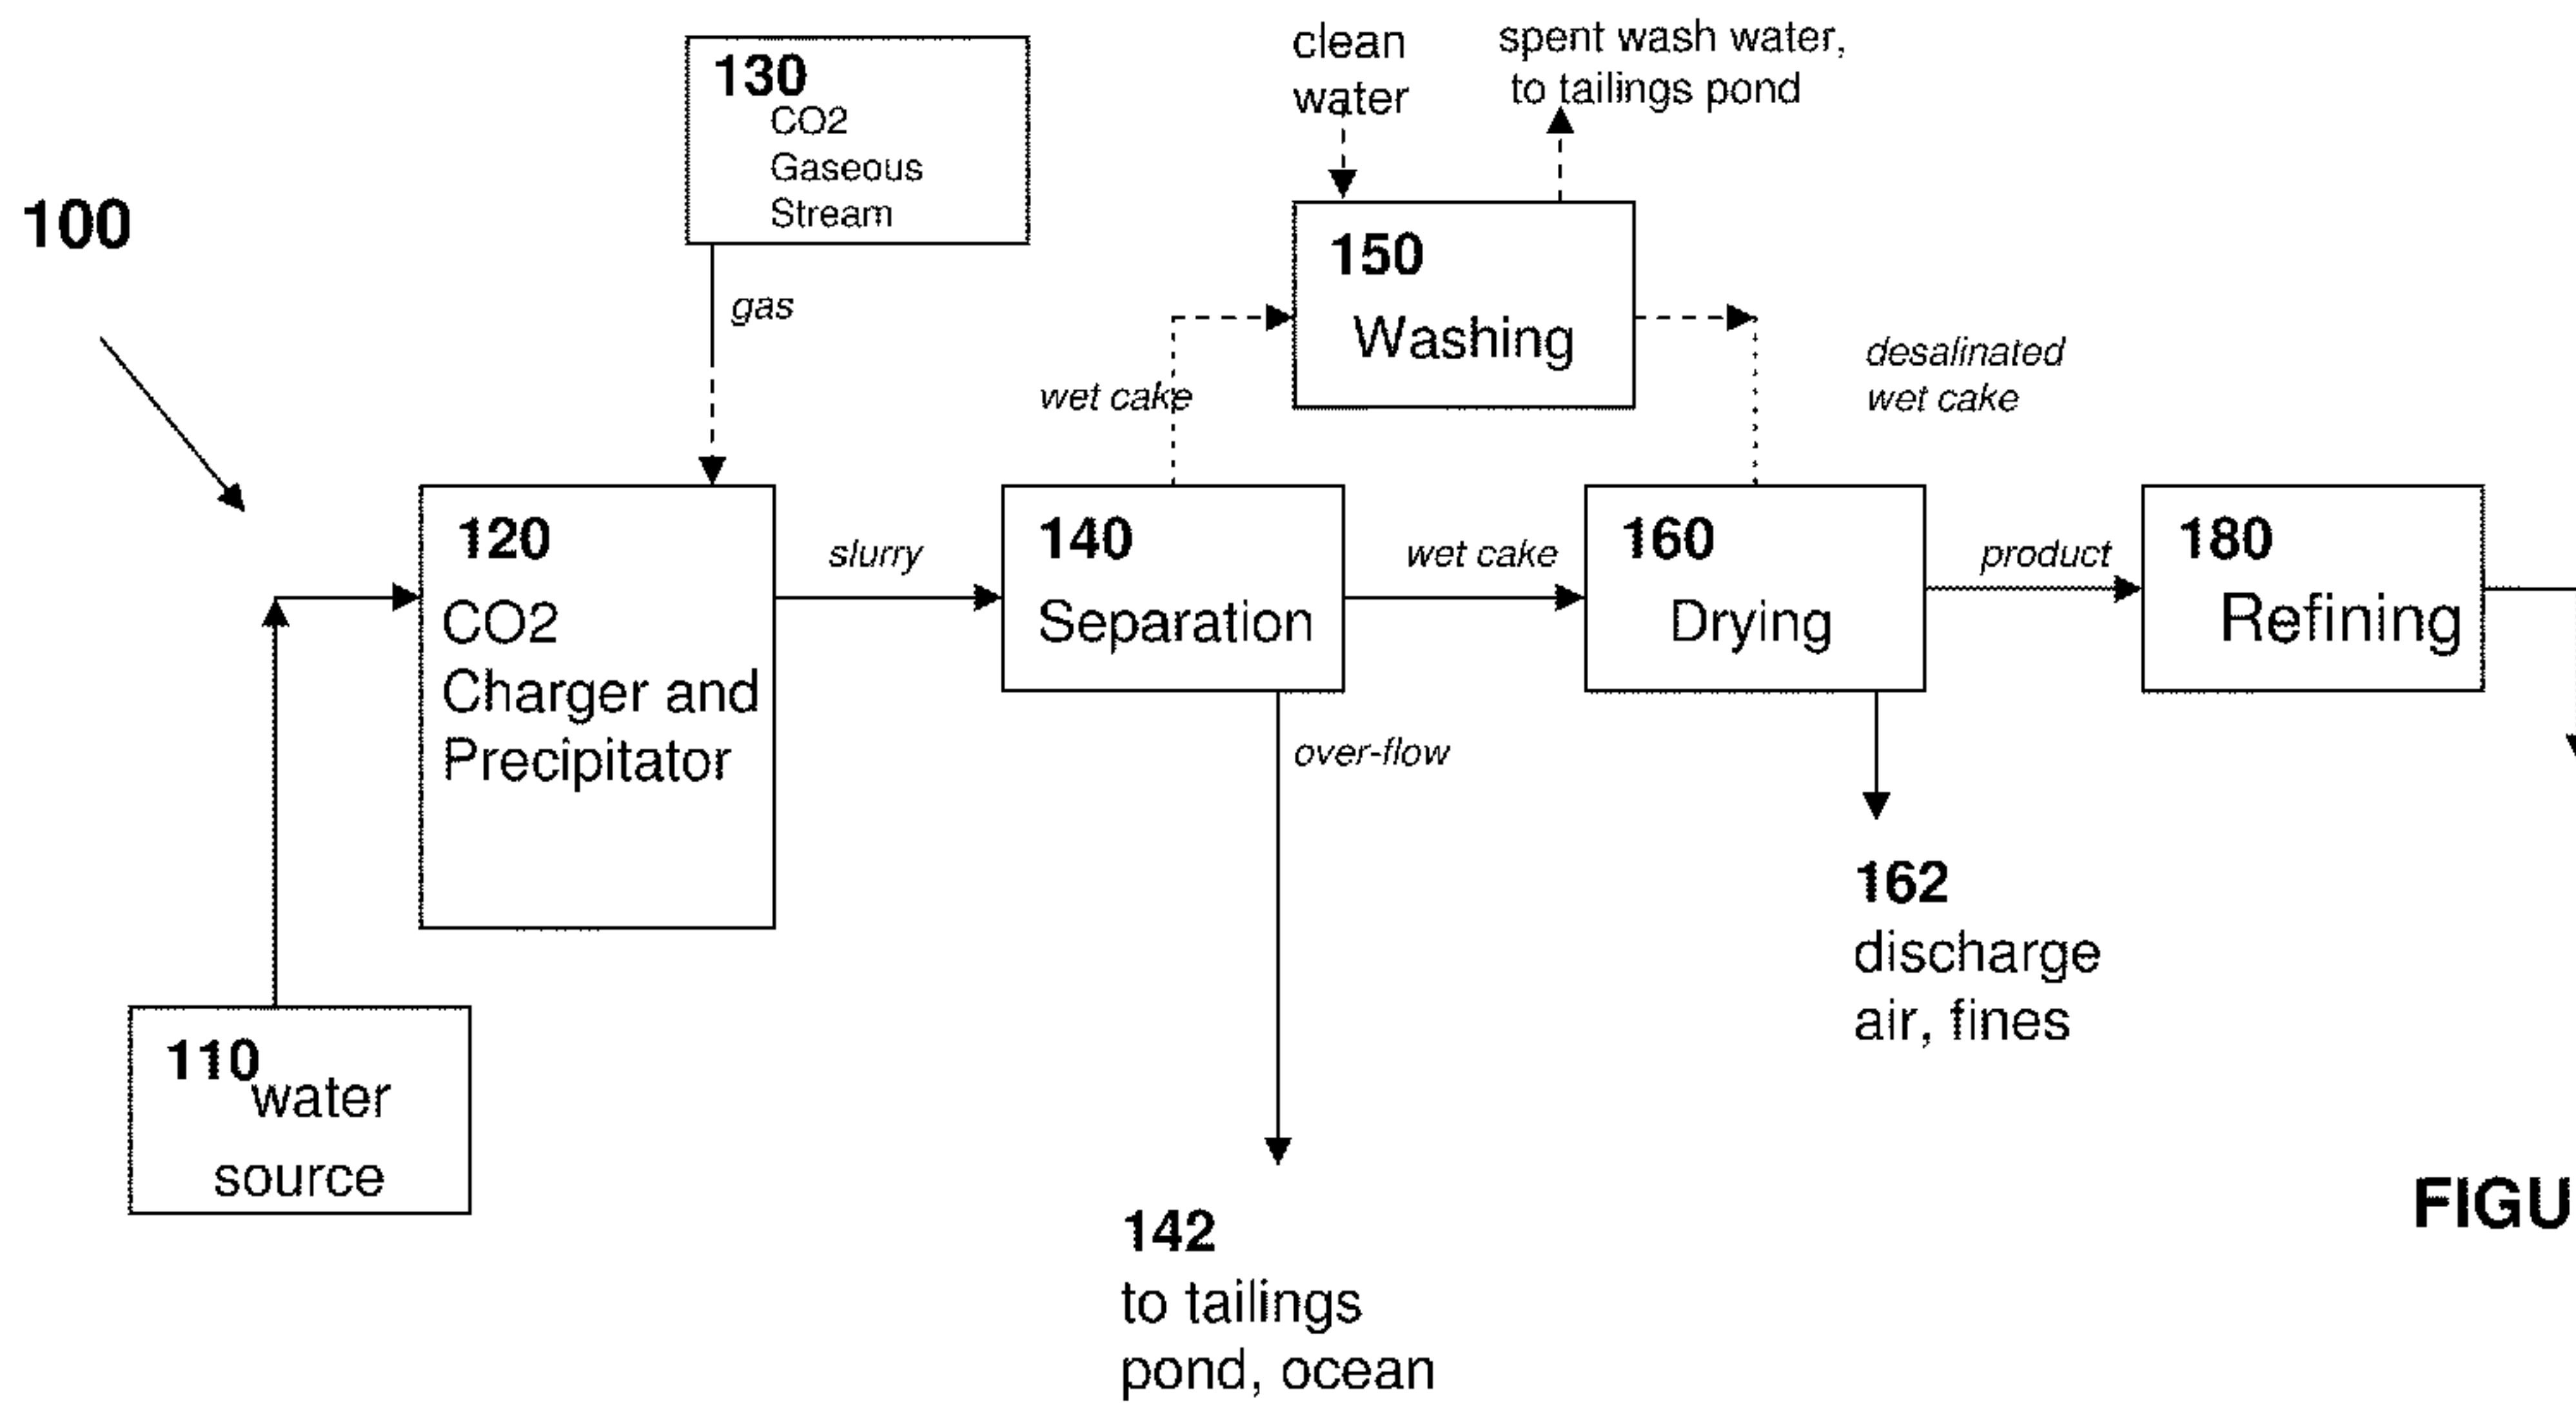 100
130
CO2
Gaseous
Stream
gas
clean
water
spent wash water,
to tailings pond
150
Washing
wet cake
desalinated
wet cake
120
CO2
Charger and
Precipitator
slurry
140
Separation
wet cake
160
Drying
product
180
Refining
over-flow
162
discharge
air, fines
110
water
source
142
to tailings
pond, ocean
FIGU